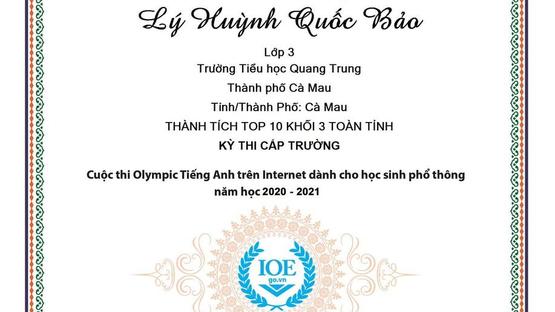 Lý Huỳnh Quốc Bảo
Lớp 3
Trường Tiểu học Quang Trung
Thành phố Cà Mau
Tỉnh/Thành Phố: Cà Mau
THÀNH TÍCH TOP 10 KHỐI 3 TOÀN TỈNH
KỲ THI CẤP TRƯỜNG
Cuộc thi Olympic Tiếng Anh trên Internet dành cho học sinh phổ thông
năm học 2020 - 2021
IOE
go.vn